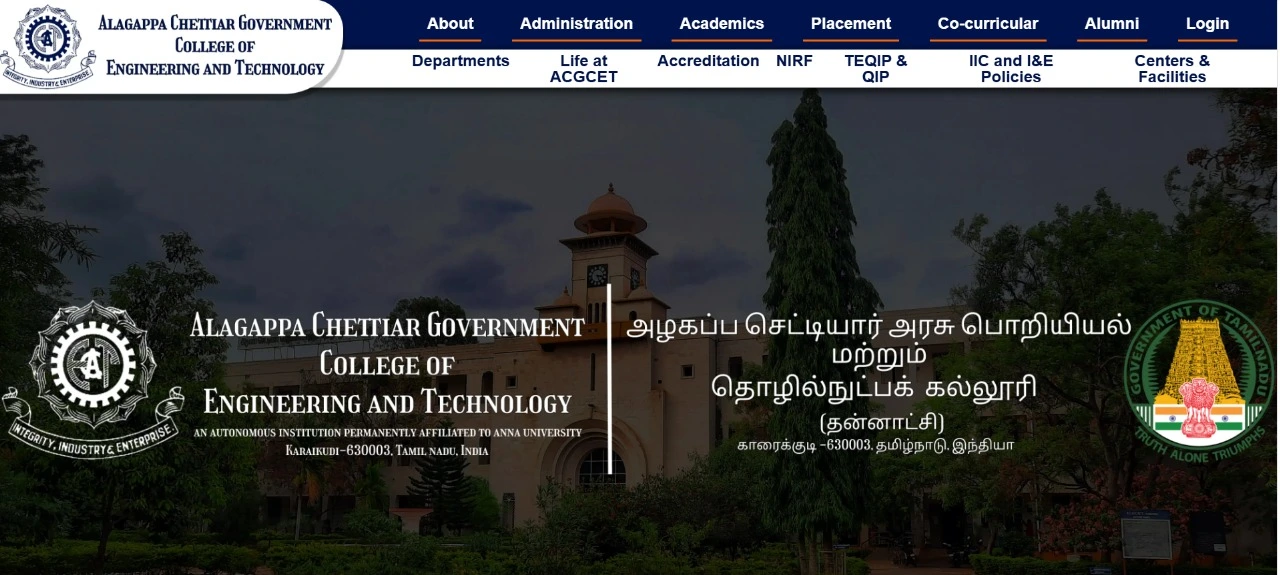 ALAGAPPA CHETTIAR GOVERNMENT
COLLEGE OF
ENGINEERING AND TECHNOLOGY
INTEGRITY, INDUSTRY & ENTERPRISE
About Administration Academics Placement Co-curricular Alumni Login
Departments Life at ACGCET Accreditation NIRF TEQIP & QIP IIC and I&E Policies Centers & Facilities
ALAGAPPA CHETTIAR GOVERNMENT
COLLEGE OF
ENGINEERING AND TECHNOLOGY
AN AUTONOMOUS INSTITUTION PERMANENTLY AFFILIATED TO ANNA UNIVERSITY
KARAIKUDI-630003, TAMIL NADU, INDIA
INTEGRITY, INDUSTRY & ENTERPRISE
அழகப்ப செட்டியார் அரசு பொறியியல்
மற்றும்
தொழில்நுட்பக் கல்லூரி
(தன்னாட்சி)
காரைக்குடி -630003, தமிழ்நாடு, இந்தியா
GOVERNMENT OF TAMILNADU
TRUTH ALONE TRIUMPHS